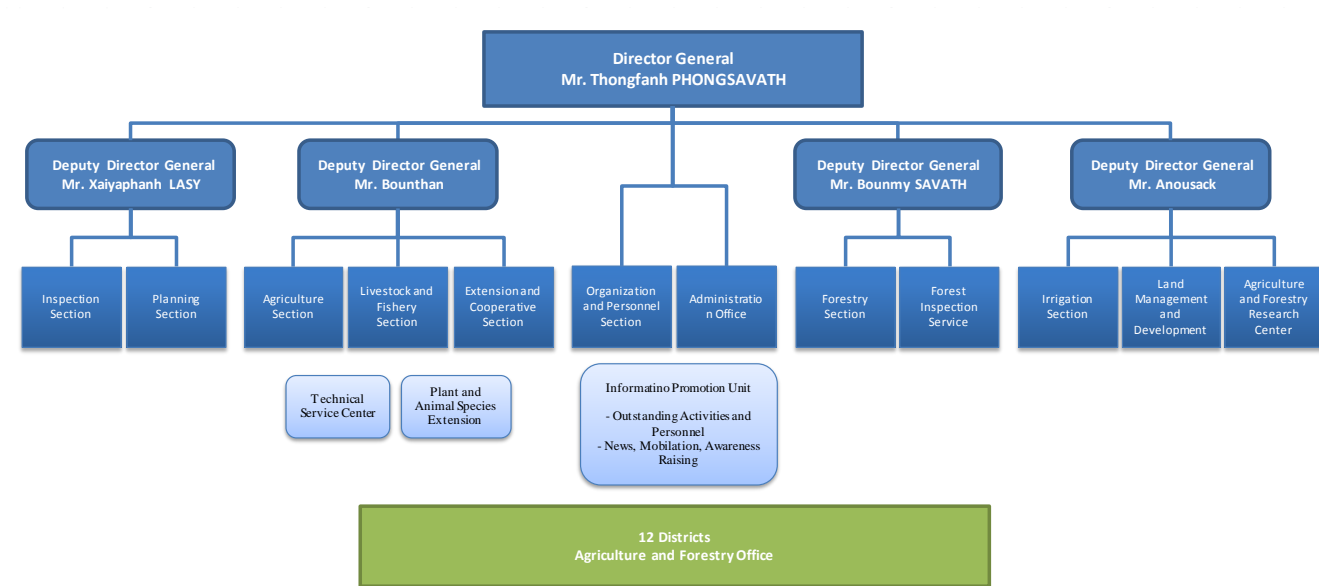 Director General
Mr. Thongfanh PHONGSAVATH
Deputy Director General
Mr. Xaiyaphanh LASY
Deputy Director General
Mr. Bounthan
Deputy Director General
Mr. Bounmy SAVATH
Deputy Director General
Mr. Anousack
Inspection
Section
Planning
Section
Agriculture
Section
Livestock and
Fishery
Section
Extension and
Cooperative
Section
Organization
and Personnel
Section
Administratio
n Office
Forestry
Section
Forest
Inspection
Service
Irrigation
Section
Land
Management
and
Development
Agriculture
and Forestry
Research
Center
Technical
Service Center
Plant and
Animal Species
Extension
Informatino Promotion Unit
- Outstanding Activities and
Personnel
- News, Mobilation, Awareness
Raising
12 Districts
Agriculture and Forestry Office